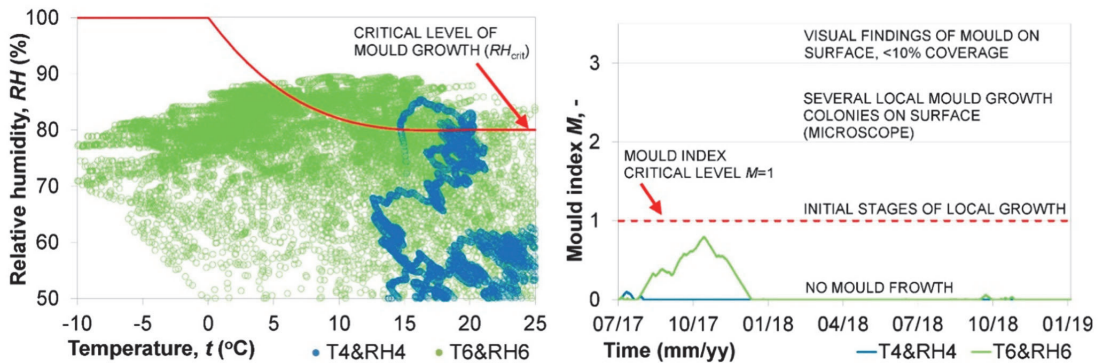 100
90
80
70
60
50
Relative humidity, RH (%)
CRITICAL LEVEL OF
MOULD GROWTH (RHcrit)
-10
-5
0
5
10
15
20
25
Temperature, t (°C)
T4&RH4
T6&RH6
3
2
1
0
Mould index M, -
VISUAL FINDINGS OF MOULD ON
SURFACE, <10% COVERAGE
SEVERAL LOCAL MOULD GROWTH
COLONIES ON SURFACE
(MICROSCOPE)
MOULD INDEX
CRITICAL LEVEL M=1
INITIAL STAGES OF LOCAL GROWTH
NO MOULD FROWTH
07/17
10/17
01/18
04/18
07/18
10/18
01/19
Time (mm/yy)
T4&RH4
T6&RH6